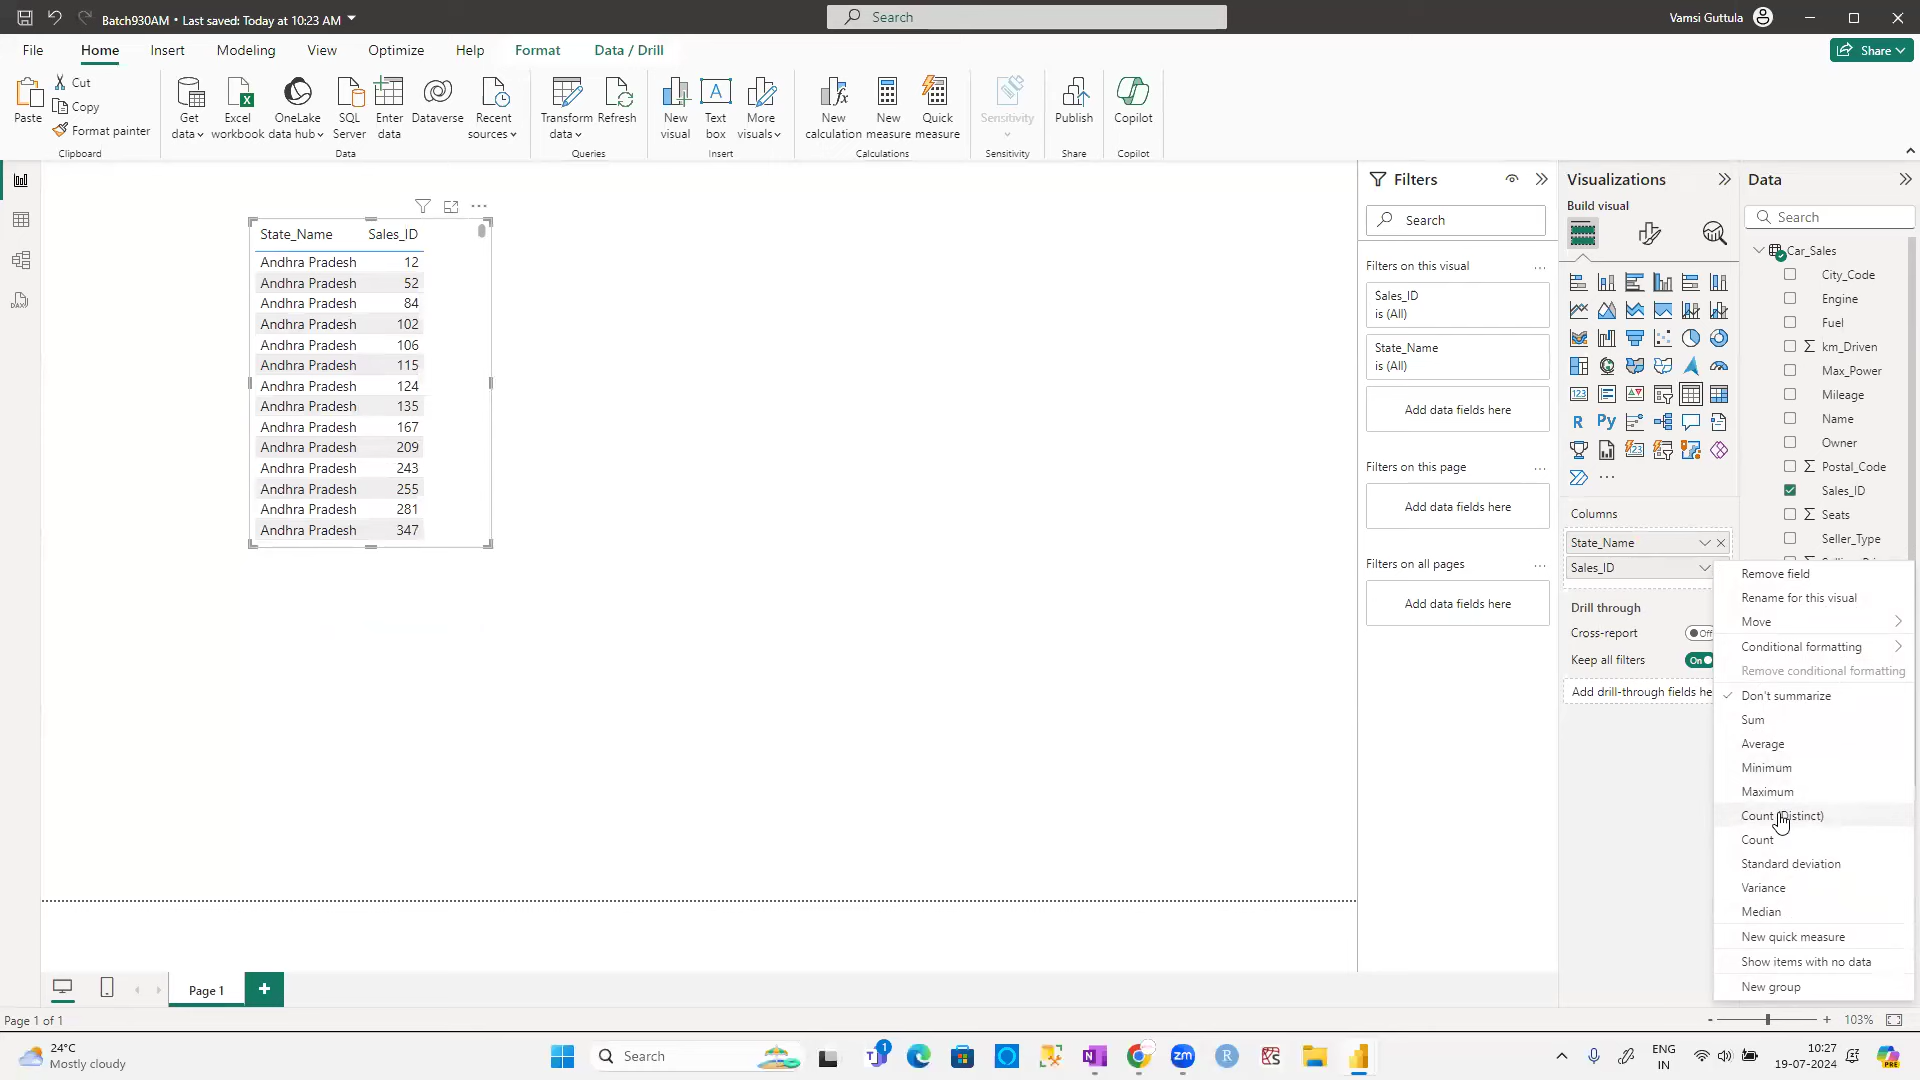 Batch930AM • Last saved: Today at 10:23 AM
Search
Vamsi Guttula
File
Home
Insert
Modeling
View
Optimize
Help
Format
Data / Drill
Share
Paste
Cut
Copy
Format painter
Get data
Excel workbook
OneLake data hub
SQL Server
Enter data
Dataverse
Recent sources
Transform data
Refresh
New visual
Text box
More visuals
New calculation
New measure
Quick measure
Sensitivity
Publish
Copilot
Clipboard
Data
Queries
Insert
Calculations
Sensitivity
Share
Copilot
State_Name Sales_ID
Andhra Pradesh 12
Andhra Pradesh 52
Andhra Pradesh 84
Andhra Pradesh 102
Andhra Pradesh 106
Andhra Pradesh 115
Andhra Pradesh 124
Andhra Pradesh 135
Andhra Pradesh 167
Andhra Pradesh 209
Andhra Pradesh 243
Andhra Pradesh 255
Andhra Pradesh 281
Andhra Pradesh 347
Filters
Search
Filters on this visual
Sales_ID
is (All)
State_Name
is (All)
Add data fields here
Filters on this page
Add data fields here
Filters on all pages
Add data fields here
Visualizations
Build visual
R
Py
Columns
State_Name
Sales_ID
Drill through
Cross-report
Off
Keep all filters
On
Add drill-through fields he
Data
Search
Car_Sales
City_Code
Engine
Fuel
km_Driven
Max_Power
Mileage
Name
Owner
Postal_Code
Sales_ID
Seats
Seller_Type
Remove field
Rename for this visual
Move
Conditional formatting
Remove conditional formatting
Don't summarize
Sum
Average
Minimum
Maximum
Count (Distinct)
Count
Standard deviation
Variance
Median
New quick measure
Show items with no data
New group
Page 1
Page 1 of 1
103%
24°C
Mostly cloudy
Search
1
zm
R
ENG
IN
10:27
19-07-2024
PRE